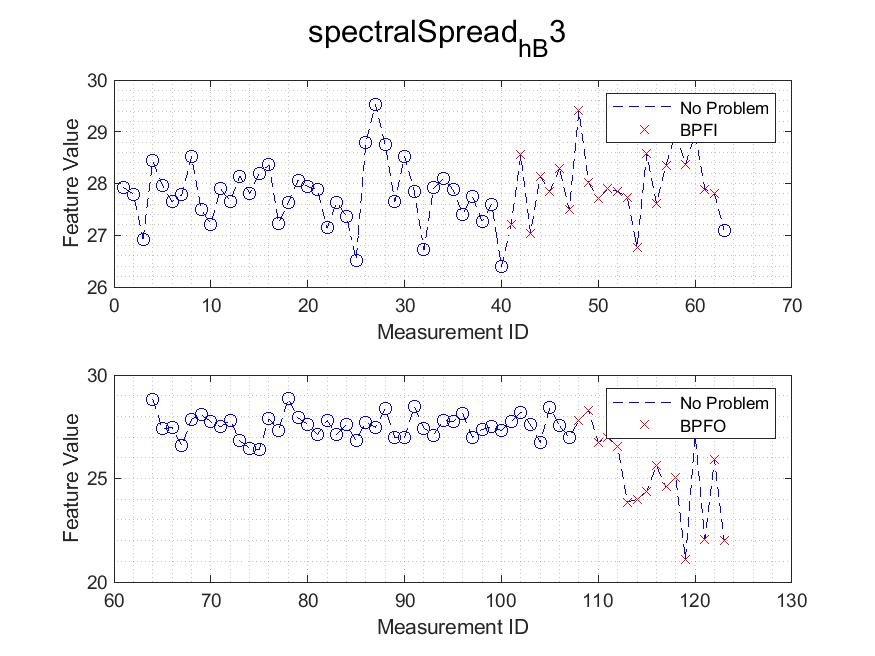 spectralSpread_hB3
30
29
28
27
26
Feature Value
No Problem
BPFI
0 10 20 30 40 50 60 70
Measurement ID
30
25
20
Feature Value
No Problem
BPFO
60 70 80 90 100 110 120 130
Measurement ID